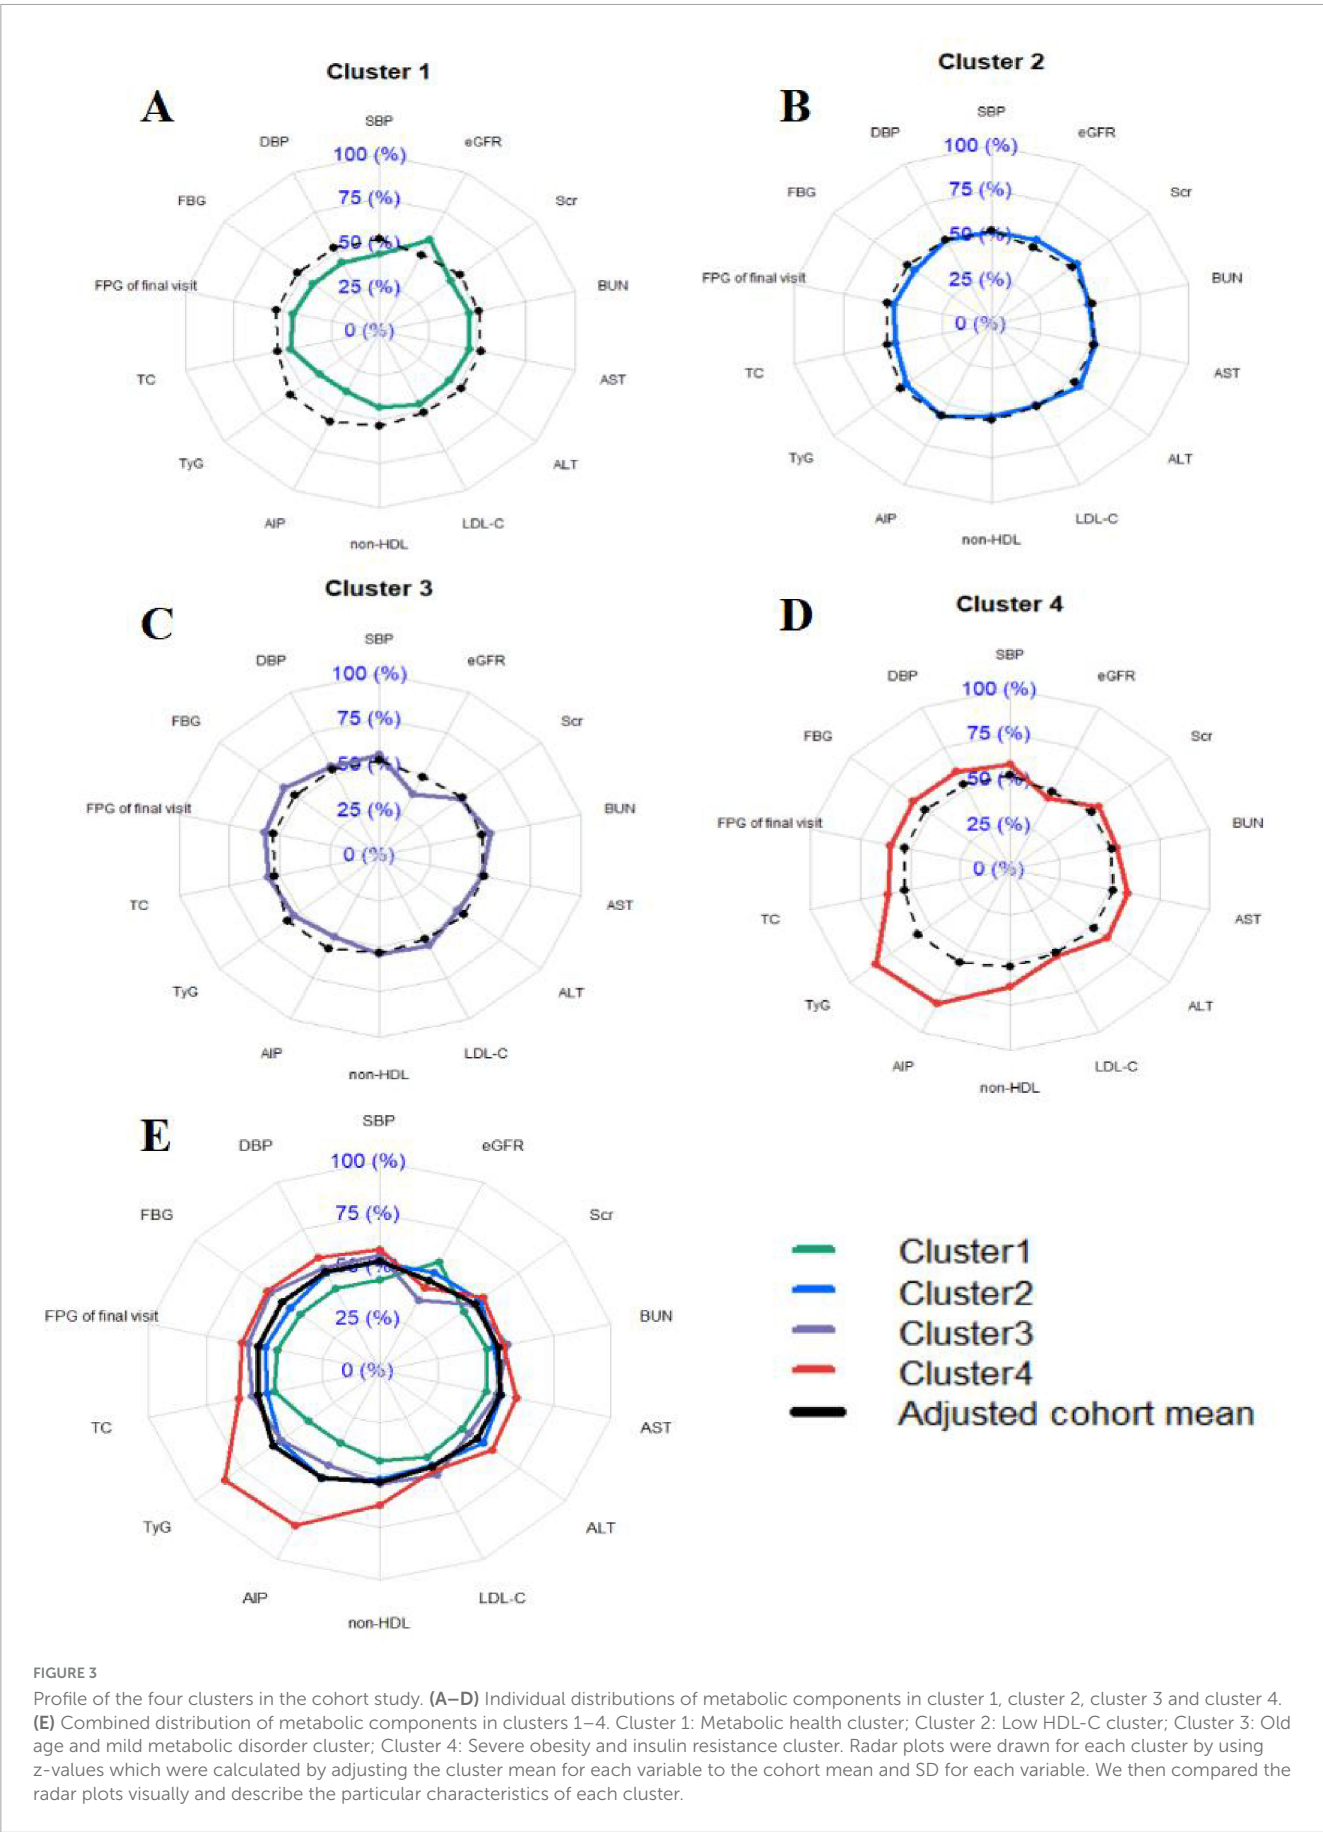 Cluster 1
A
SBP
eGFR
Scr
BUN
AST
ALT
LDL-C
non-HDL
AIP
TyG
TC
FPG of final visit
FBG
DBP
100 (%)
75 (%)
50 (%)
25 (%)
0 (%)
Cluster 2
B
SBP
eGFR
Scr
BUN
AST
ALT
LDL-C
non-HDL
AIP
TyG
TC
FPG of final visit
FBG
DBP
100 (%)
75 (%)
50 (%)
25 (%)
0 (%)
Cluster 3
C
SBP
eGFR
Scr
BUN
AST
ALT
LDL-C
non-HDL
AIP
TyG
TC
FPG of final visit
FBG
DBP
100 (%)
75 (%)
50 (%)
25 (%)
0 (%)
Cluster 4
D
SBP
eGFR
Scr
BUN
AST
ALT
LDL-C
non-HDL
AIP
TyG
TC
FPG of final visit
FBG
DBP
100 (%)
75 (%)
50 (%)
25 (%)
0 (%)
E
SBP
eGFR
Scr
BUN
AST
ALT
LDL-C
non-HDL
AIP
TyG
TC
FPG of final visit
FBG
DBP
100 (%)
75 (%)
50 (%)
25 (%)
0 (%)
Cluster1
Cluster2
Cluster3
Cluster4
Adjusted cohort mean
FIGURE 3
Profile of the four clusters in the cohort study. (A–D) Individual distributions of metabolic components in cluster 1, cluster 2, cluster 3 and cluster 4.
(E) Combined distribution of metabolic components in clusters 1–4. Cluster 1: Metabolic health cluster; Cluster 2: Low HDL-C cluster; Cluster 3: Old
age and mild metabolic disorder cluster; Cluster 4: Severe obesity and insulin resistance cluster. Radar plots were drawn for each cluster by using
z-values which were calculated by adjusting the cluster mean for each variable to the cohort mean and SD for each variable. We then compared the
radar plots visually and describe the particular characteristics of each cluster.